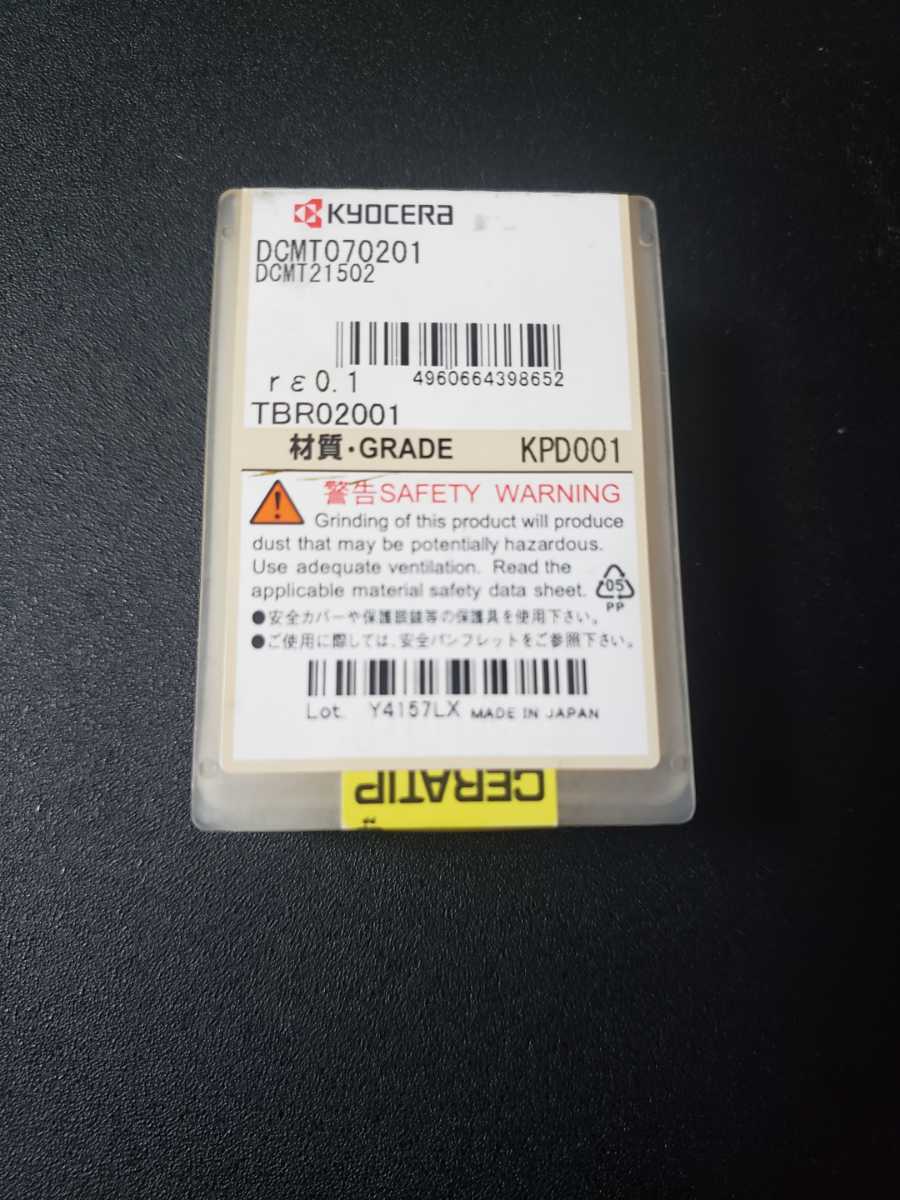 KYOCERA
DCMT070201
DCMT21502
rε0.1
4960664398652
TBR02001
材質・GRADE KPD001
警告SAFETY WARNING
Grinding of this product will produce
dust that may be potentially hazardous.
Use adequate ventilation. Read the
applicable material safety data sheet.
05
PP
●安全カバーや保護眼鏡等の保護具を使用下さい。
●ご使用に際しては、安全パンフレットをご参照下さい。
Lot. Y4157LX MADE IN JAPAN
CERATIP